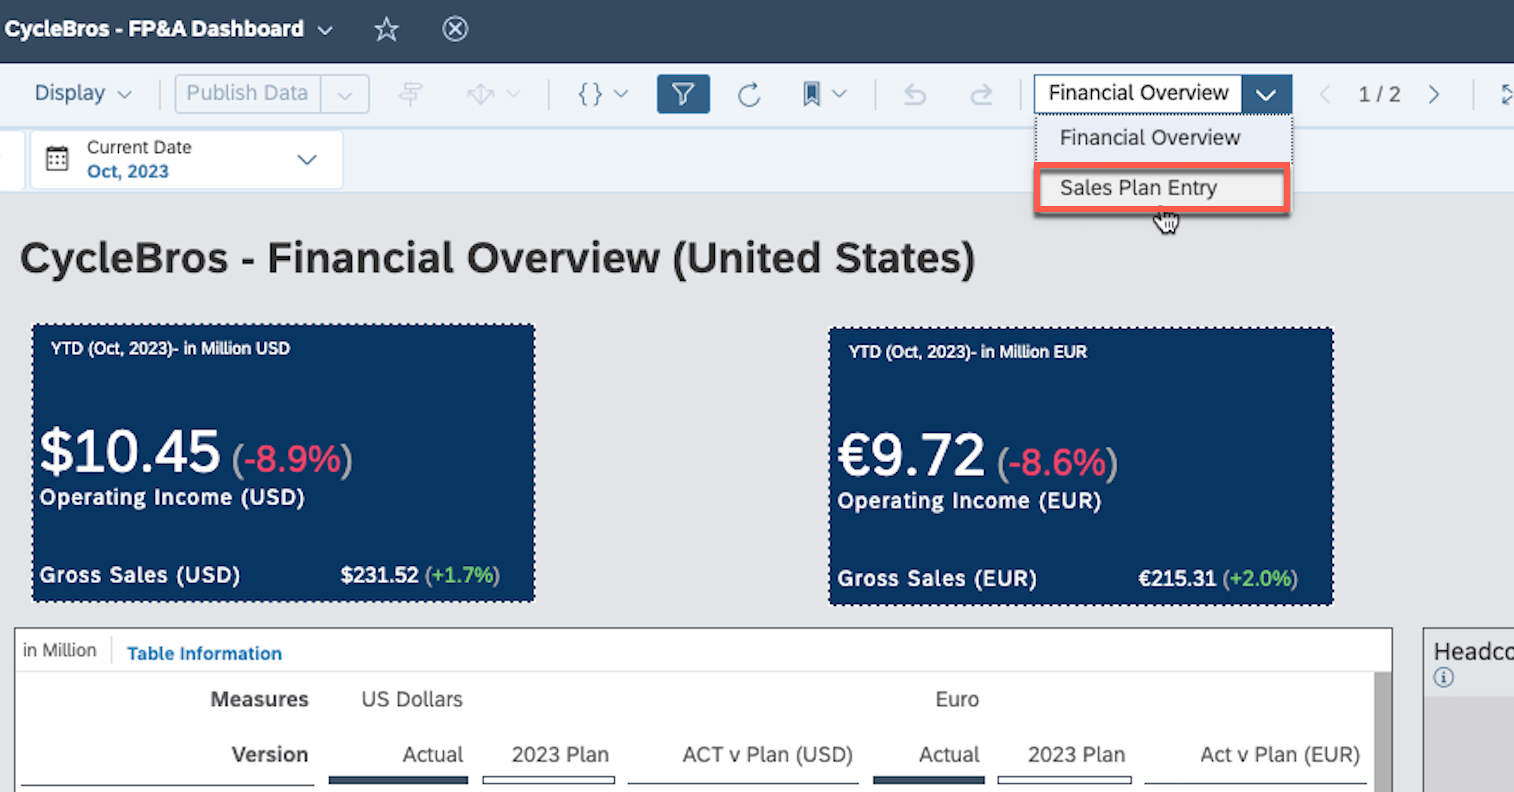 CycleBros - FP&A Dashboard
Display
Publish Data
{}
Financial Overview
1 / 2
Financial Overview
Sales Plan Entry
Current Date
Oct, 2023
CycleBros - Financial Overview (United States)
YTD (Oct, 2023)- in Million USD
$10.45 (-8.9%)
Operating Income (USD)
Gross Sales (USD) $231.52 (+1.7%)
YTD (Oct, 2023)- in Million EUR
€9.72 (-8.6%)
Operating Income (EUR)
Gross Sales (EUR) €215.31 (+2.0%)
in Million Table Information
Measures US Dollars Euro
Version Actual 2023 Plan ACT v Plan (USD) Actual 2023 Plan Act v Plan (EUR)
Headco